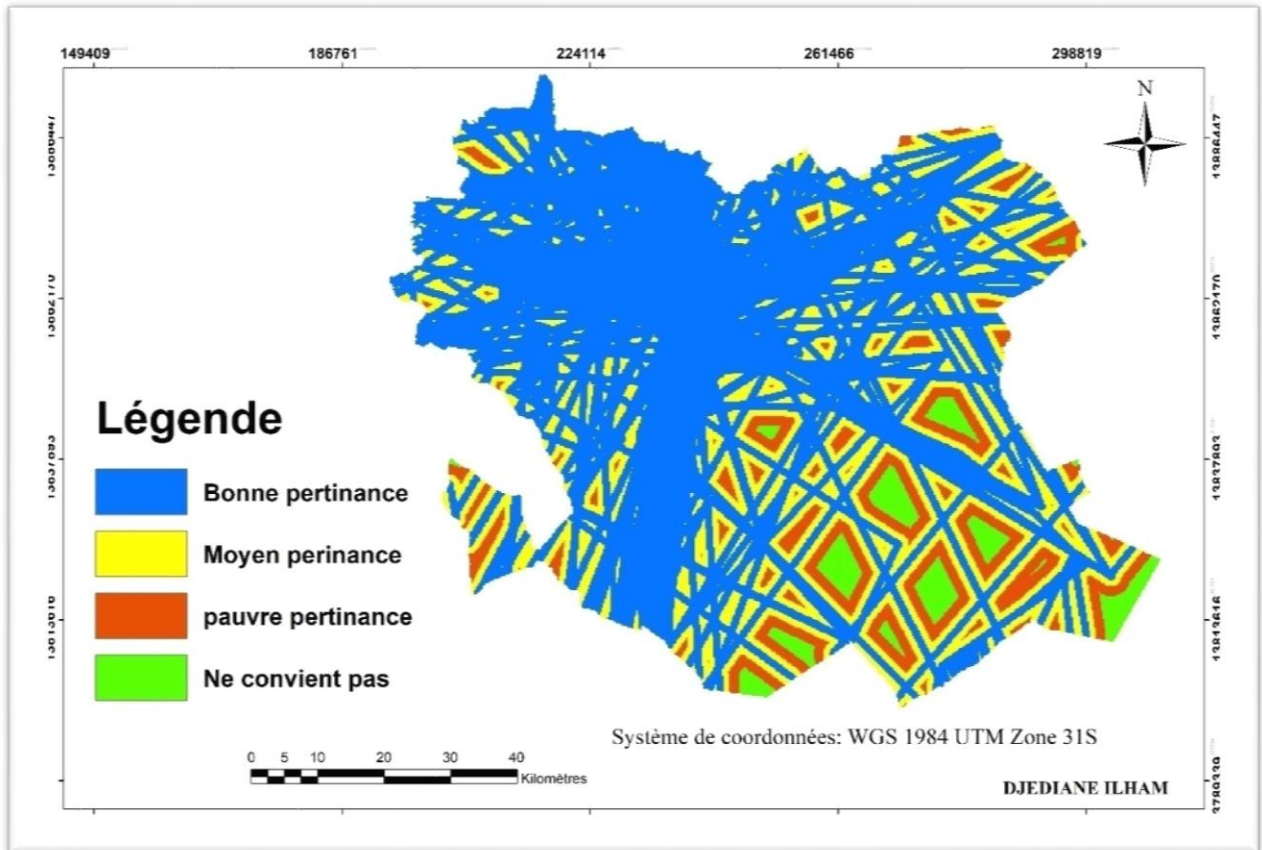 149409 186761 224114 261466 298819
N
Légende
Bonne pertinance
Moyen perinance
pauvre pertinance
Ne convient pas
Système de coordonnées: WGS 1984 UTM Zone 31S
0 5 10 20 30 40
Kilomètres
DJEDIANE ILHAM